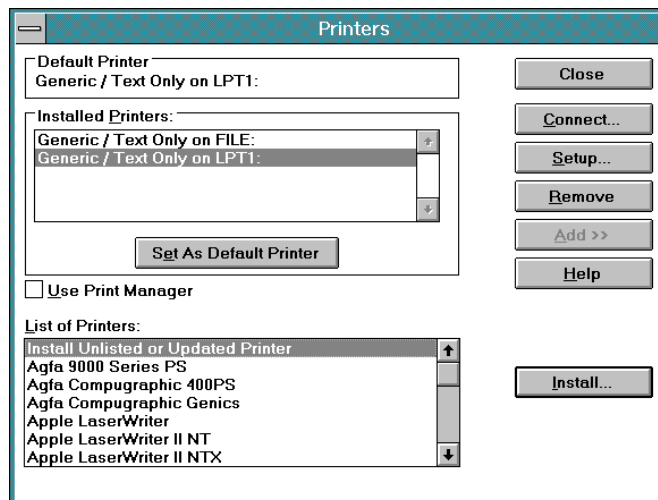 Printers
Default Printer
Generic / Text Only on LPT1:
Installed Printers:
Generic / Text Only on FILE:
Generic / Text Only on LPT1:
Set As Default Printer
Use Print Manager
List of Printers:
Install Unlisted or Updated Printer
Agfa 9000 Series PS
Agfa Compugraphic 400PS
Agfa Compugraphic Genics
Apple LaserWriter
Apple LaserWriter II NT
Apple LaserWriter II NTX
Close
Connect...
Setup...
Remove
Add >>
Help
Install...